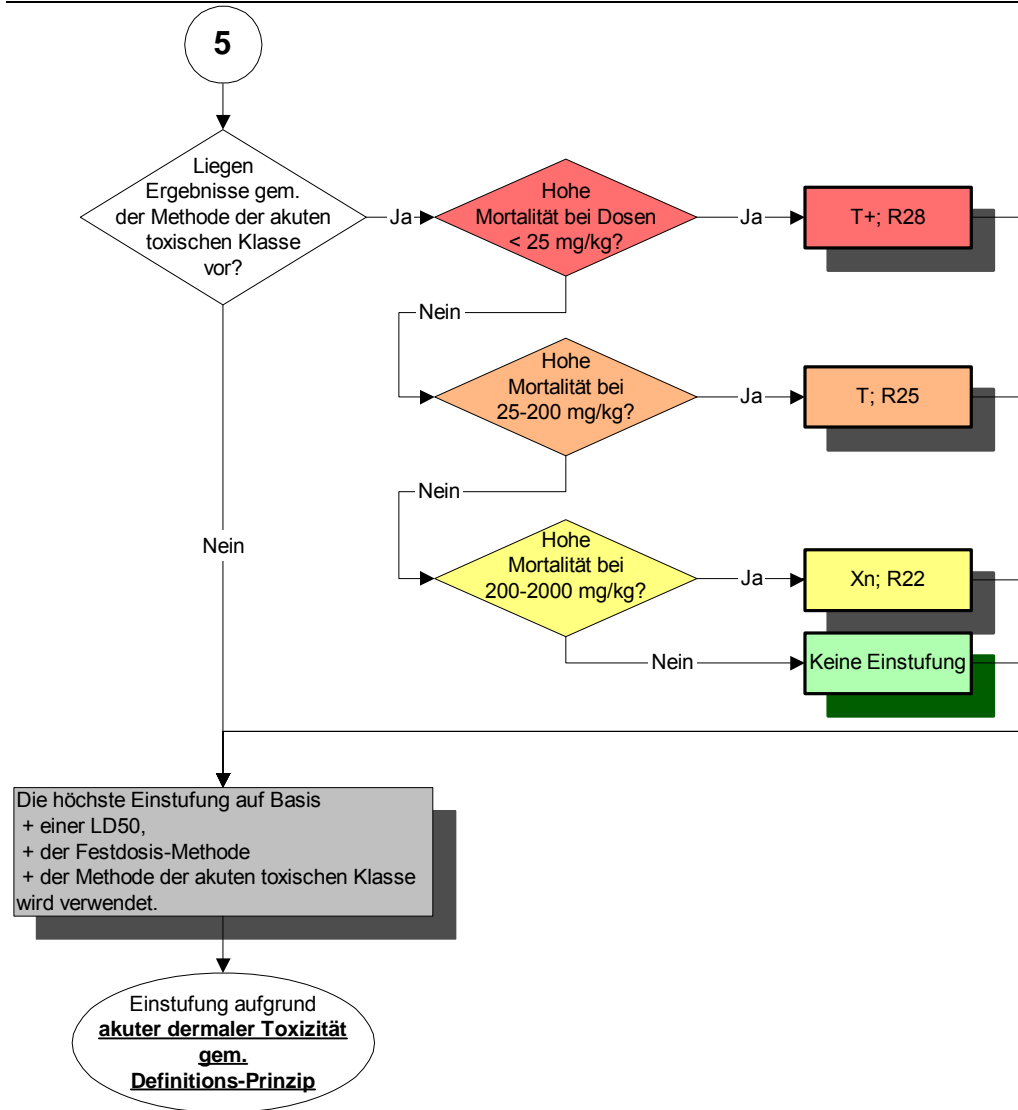 5
Liegen
Ergebnisse gem.
der Methode der akuten
toxischen Klasse
vor?
Ja
Hohe
Mortalität bei Dosen
< 25 mg/kg?
Ja
T+; R28
Nein
Hohe
Mortalität bei
25-200 mg/kg?
Ja
T; R25
Nein
Hohe
Mortalität bei
200-2000 mg/kg?
Ja
Xn; R22
Nein
Keine Einstufung
Nein
Die höchste Einstufung auf Basis
+ einer LD50,
+ der Festdosis-Methode
+ der Methode der akuten toxischen Klasse
wird verwendet.
Einstufung aufgrund
akuter dermaler Toxizität
gem.
Definitions-Prinzip